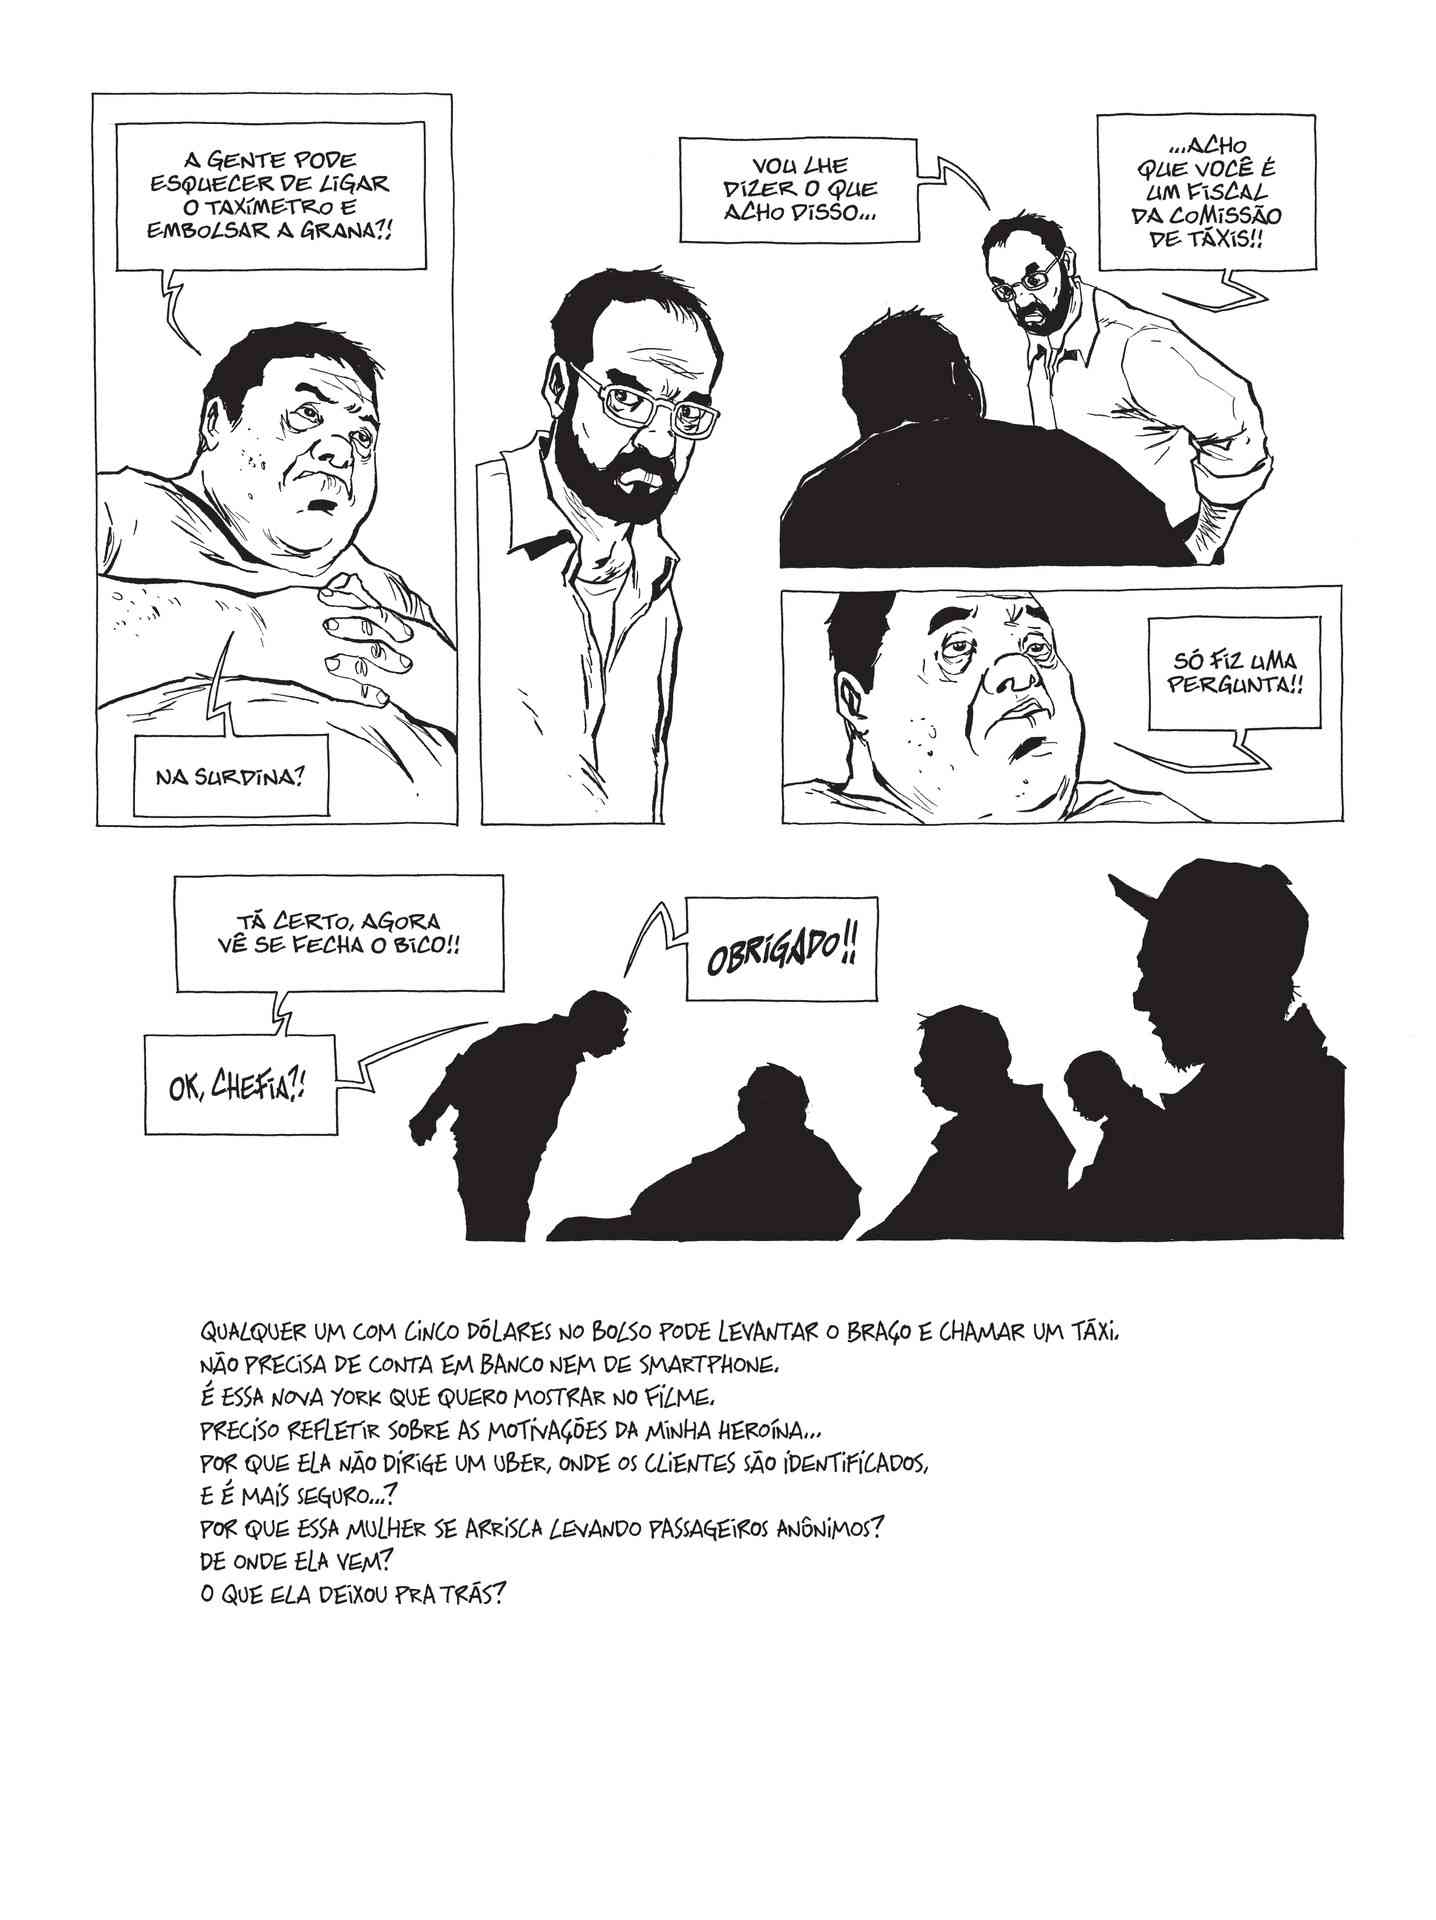 A GENTE PODE
ESQUECER DE LIGAR
O TAXÍMETRO E
EMBOLSAR A GRANA?!
NA SURDINA?
VOU LHE
DIZER O QUE
ACHO DISSO...
...ACHO
QUE VOCÊ É
UM FISCAL
DA COMISSÃO
DE TÁXIS!!
SÓ FIZ UMA
PERGUNTA!!
TÁ CERTO, AGORA
VÊ SE FECHA O BICO!!
OK, CHEFIA?!
OBRIGADO!!
QUALQUER UM COM CINCO DÓLARES NO BOLSO PODE LEVANTAR O BRAÇO E CHAMAR UM TÁXI.
NÃO PRECISA DE CONTA EM BANCO NEM DE SMARTPHONE.
É ESSA NOVA YORK QUE QUERO MOSTRAR NO FILME.
PRECISO REFLETIR SOBRE AS MOTIVAÇÕES DA MINHA HEROÍNA...
POR QUE ELA NÃO DIRIGE UM UBER, ONDE OS CLIENTES SÃO IDENTIFICADOS,
E É MAIS SEGURO...?
POR QUE ESSA MULHER SE ARRISCA LEVANDO PASSAGEIROS ANÔNIMOS?
DE ONDE ELA VEM?
O QUE ELA DEIXOU PRA TRÁS?